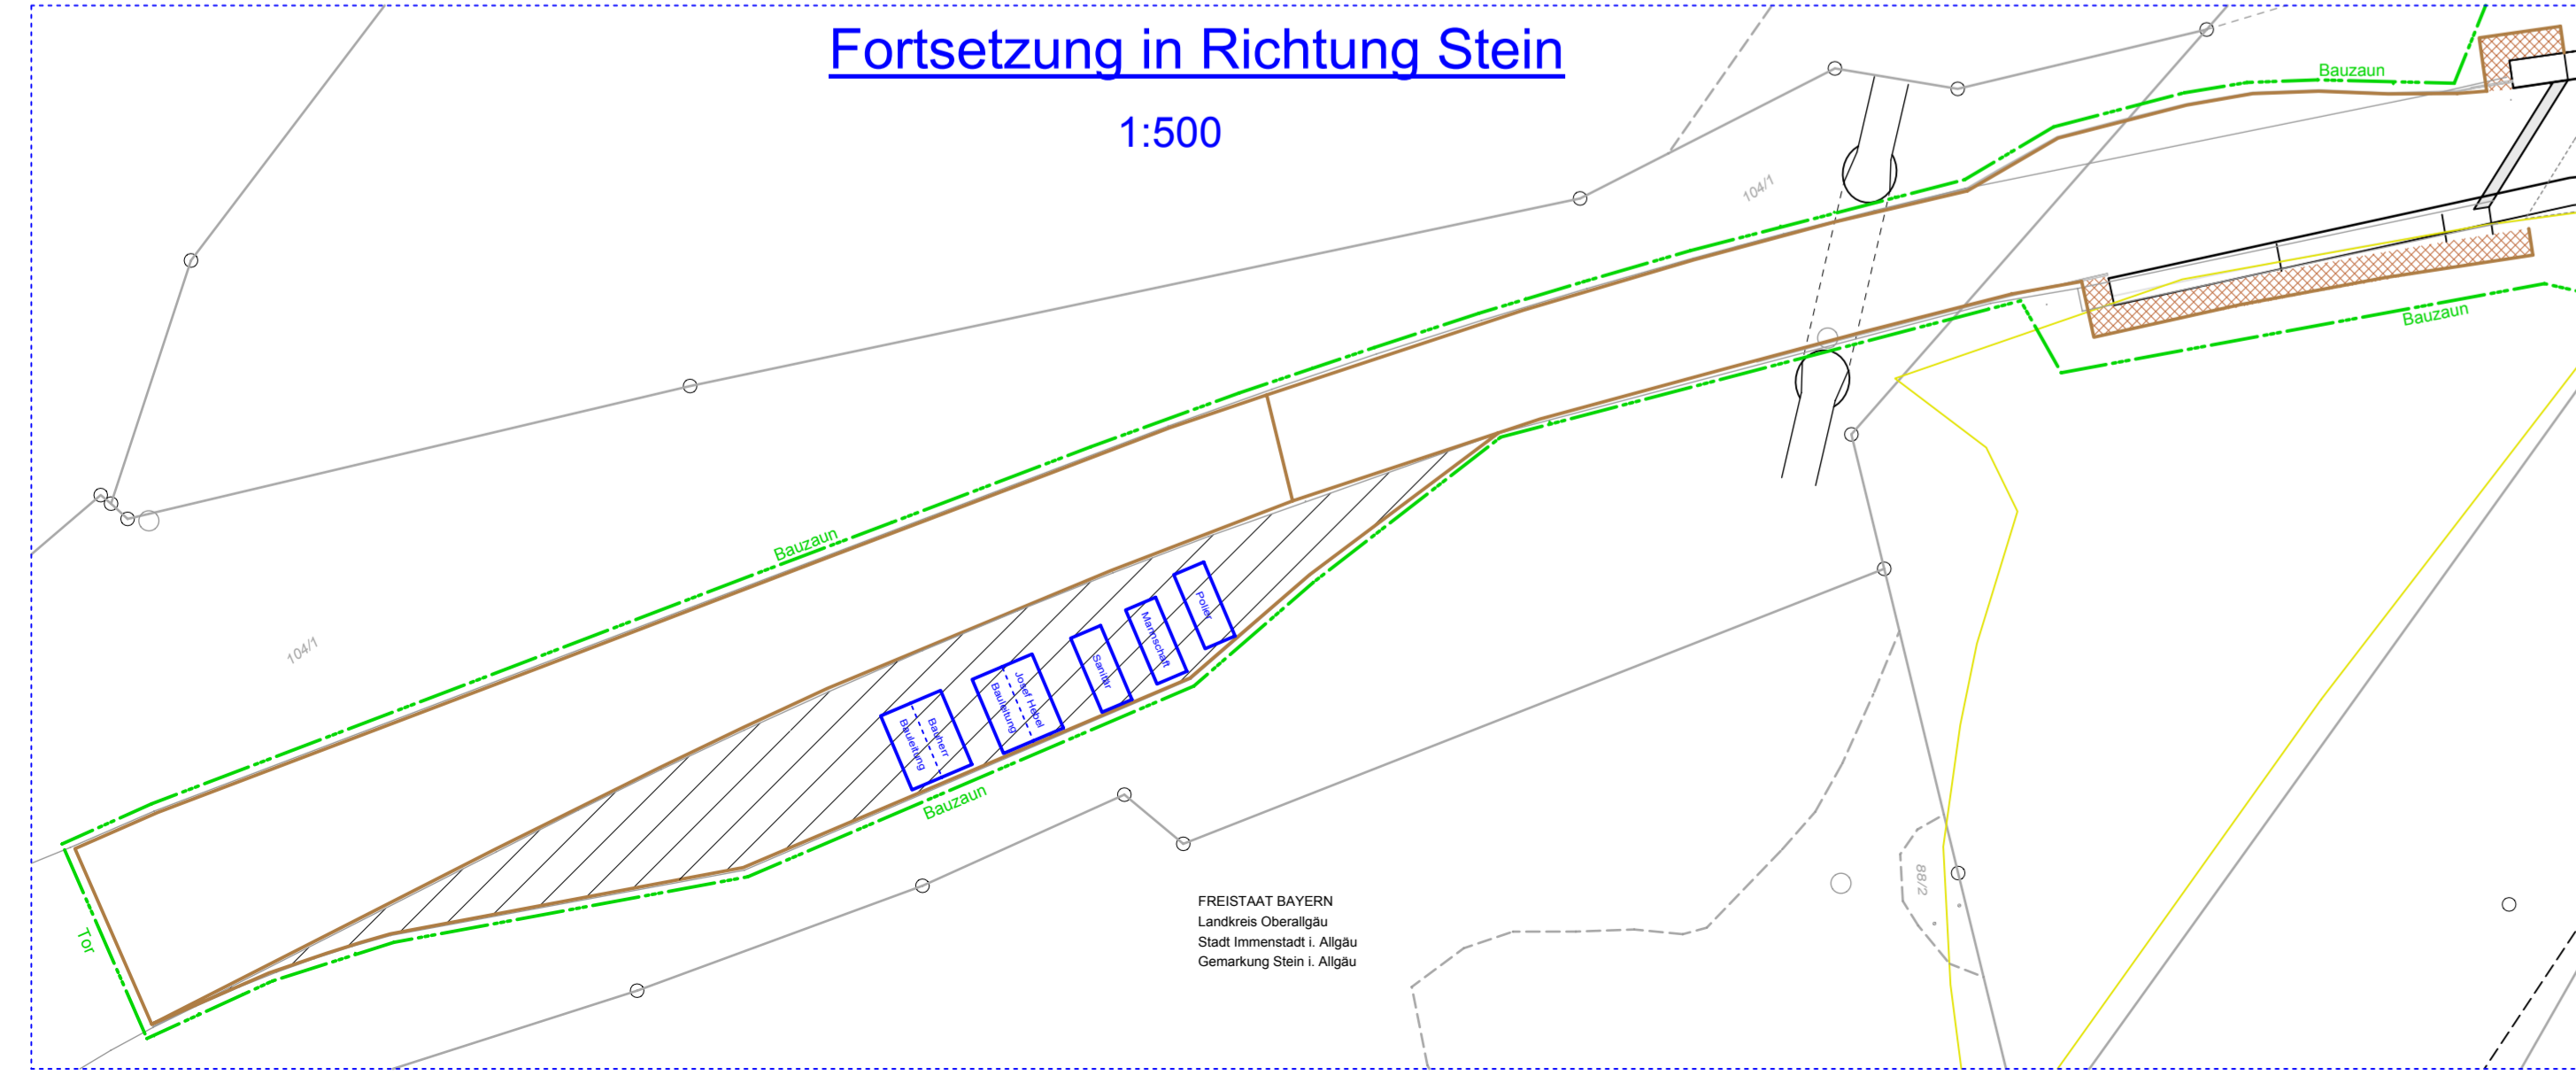 Fortsetzung in Richtung Stein
1:500
Bauzaun
104/1
Bauzaun
Bauzaun
104/1
Polier
Mannschaft
Sanitär
Josef Hebel
Bauleitung
Bauherr
Bauleitung
Bauzaun
88/2
Tor
FREISTAAT BAYERN
Landkreis Oberallgäu
Stadt Immenstadt i. Allgäu
Gemarkung Stein i. Allgäu